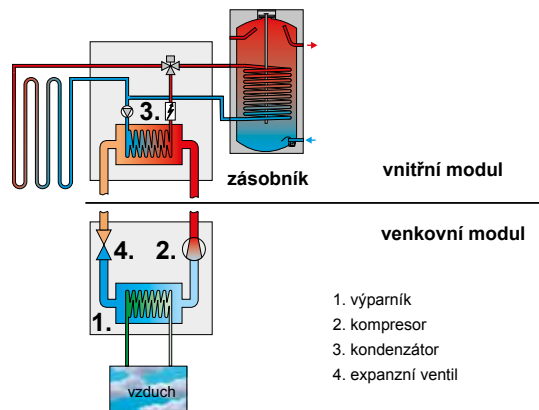 3.
zásobník
vnitřní modul
venkovní modul
4.
2.
1.
vzduch
1. výparník
2. kompresor
3. kondenzátor
4. expanzní ventil